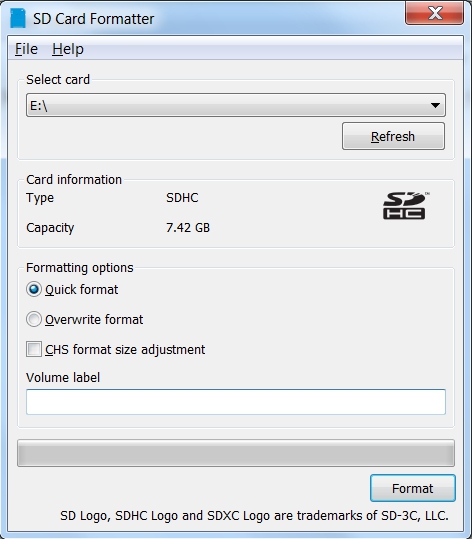 SD Card Formatter
File Help
Select card
E:\
Refresh
Card information
Type SDHC
SD HC ™
Capacity 7.42 GB
Formatting options
Quick format
Overwrite format
CHS format size adjustment
Volume label
Format
SD Logo, SDHC Logo and SDXC Logo are trademarks of SD-3C, LLC.